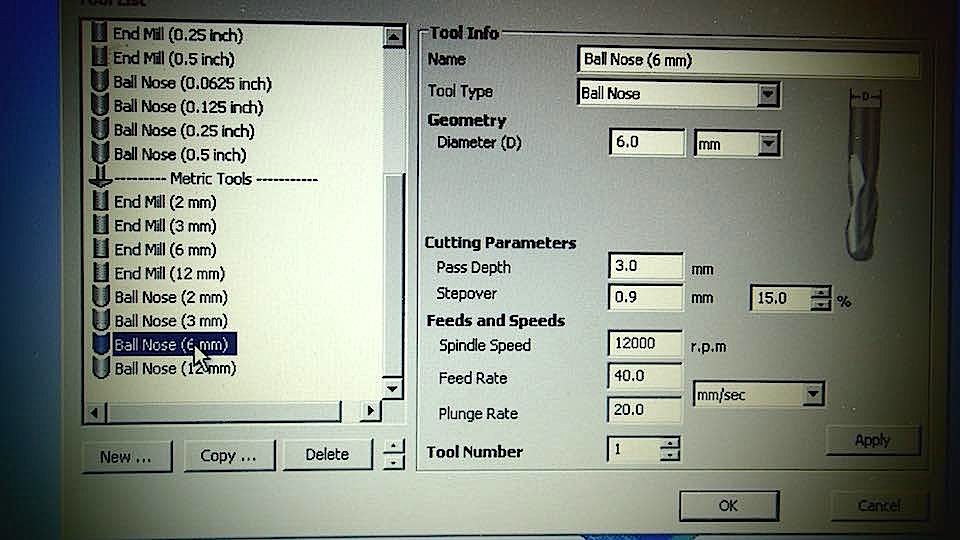 Tool List
End Mill (0.25 inch)
End Mill (0.5 inch)
Ball Nose (0.0625 inch)
Ball Nose (0.125 inch)
Ball Nose (0.25 inch)
Ball Nose (0.5 inch)
--------- Metric Tools -----------
End Mill (2 mm)
End Mill (3 mm)
End Mill (6 mm)
End Mill (12 mm)
Ball Nose (2 mm)
Ball Nose (3 mm)
Ball Nose (6 mm)
Ball Nose (12 mm)
New ... Copy ... Delete
Tool Info
Name Ball Nose (6 mm)
Tool Type Ball Nose
D
Geometry
Diameter (D) 6.0 mm
Cutting Parameters
Pass Depth 3.0 mm
Stepover 0.9 mm 15.0 %
Feeds and Speeds
Spindle Speed 12000 r.p.m
Feed Rate 40.0 mm/sec
Plunge Rate 20.0
Tool Number 1
Apply
OK Cancel